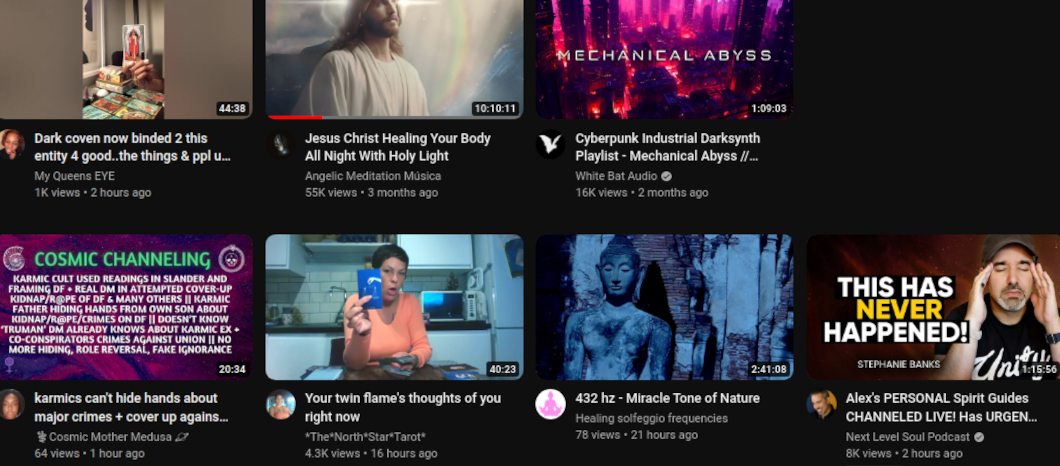 MECHANICAL ABYSS
44:38
10:10:11
1:09:03
Dark coven now binded 2 this
entity 4 good..the things & ppl u...
My Queens EYE
1K views • 2 hours ago
Jesus Christ Healing Your Body
All Night With Holy Light
Angelic Meditation Música
55K views • 3 months ago
Cyberpunk Industrial Darksynth
Playlist - Mechanical Abyss //...
White Bat Audio
16K views • 2 months ago
COSMIC CHANNELING
KARMIC CULT USED READINGS IN SLANDER AND
FRAMING DF + REAL DM IN ATTEMPTED COVER-UP
KIDNAP/R@PE OF DF & MANY OTHERS || KARMIC
FATHER HIDING HANDS FROM OWN SON ABOUT
KIDNAP/R@PE/CRIMES ON DF || DOESN'T KNOW
'TRUMAN' DM ALREADY KNOWS ABOUT KARMIC EX +
CO-CONSPIRATORS CRIMES AGAINST UNION || NO
MORE HIDING, ROLE REVERSAL, FAKE IGNORANCE
20:34
40:23
2:41:08
THIS HAS
NEVER
HAPPENED!
STEPHANIE BANKS
1:15:56
karmics can't hide hands about
major crimes + cover up agains...
Cosmic Mother Medusa
64 views • 1 hour ago
Your twin flame's thoughts of you
right now
*The*North*Star*Tarot*
4.3K views • 16 hours ago
432 hz - Miracle Tone of Nature
Healing solfeggio frequencies
78 views • 21 hours ago
Alex's PERSONAL Spirit Guides
CHANNELED LIVE! Has URGEN...
Next Level Soul Podcast
8K views • 2 hours ago